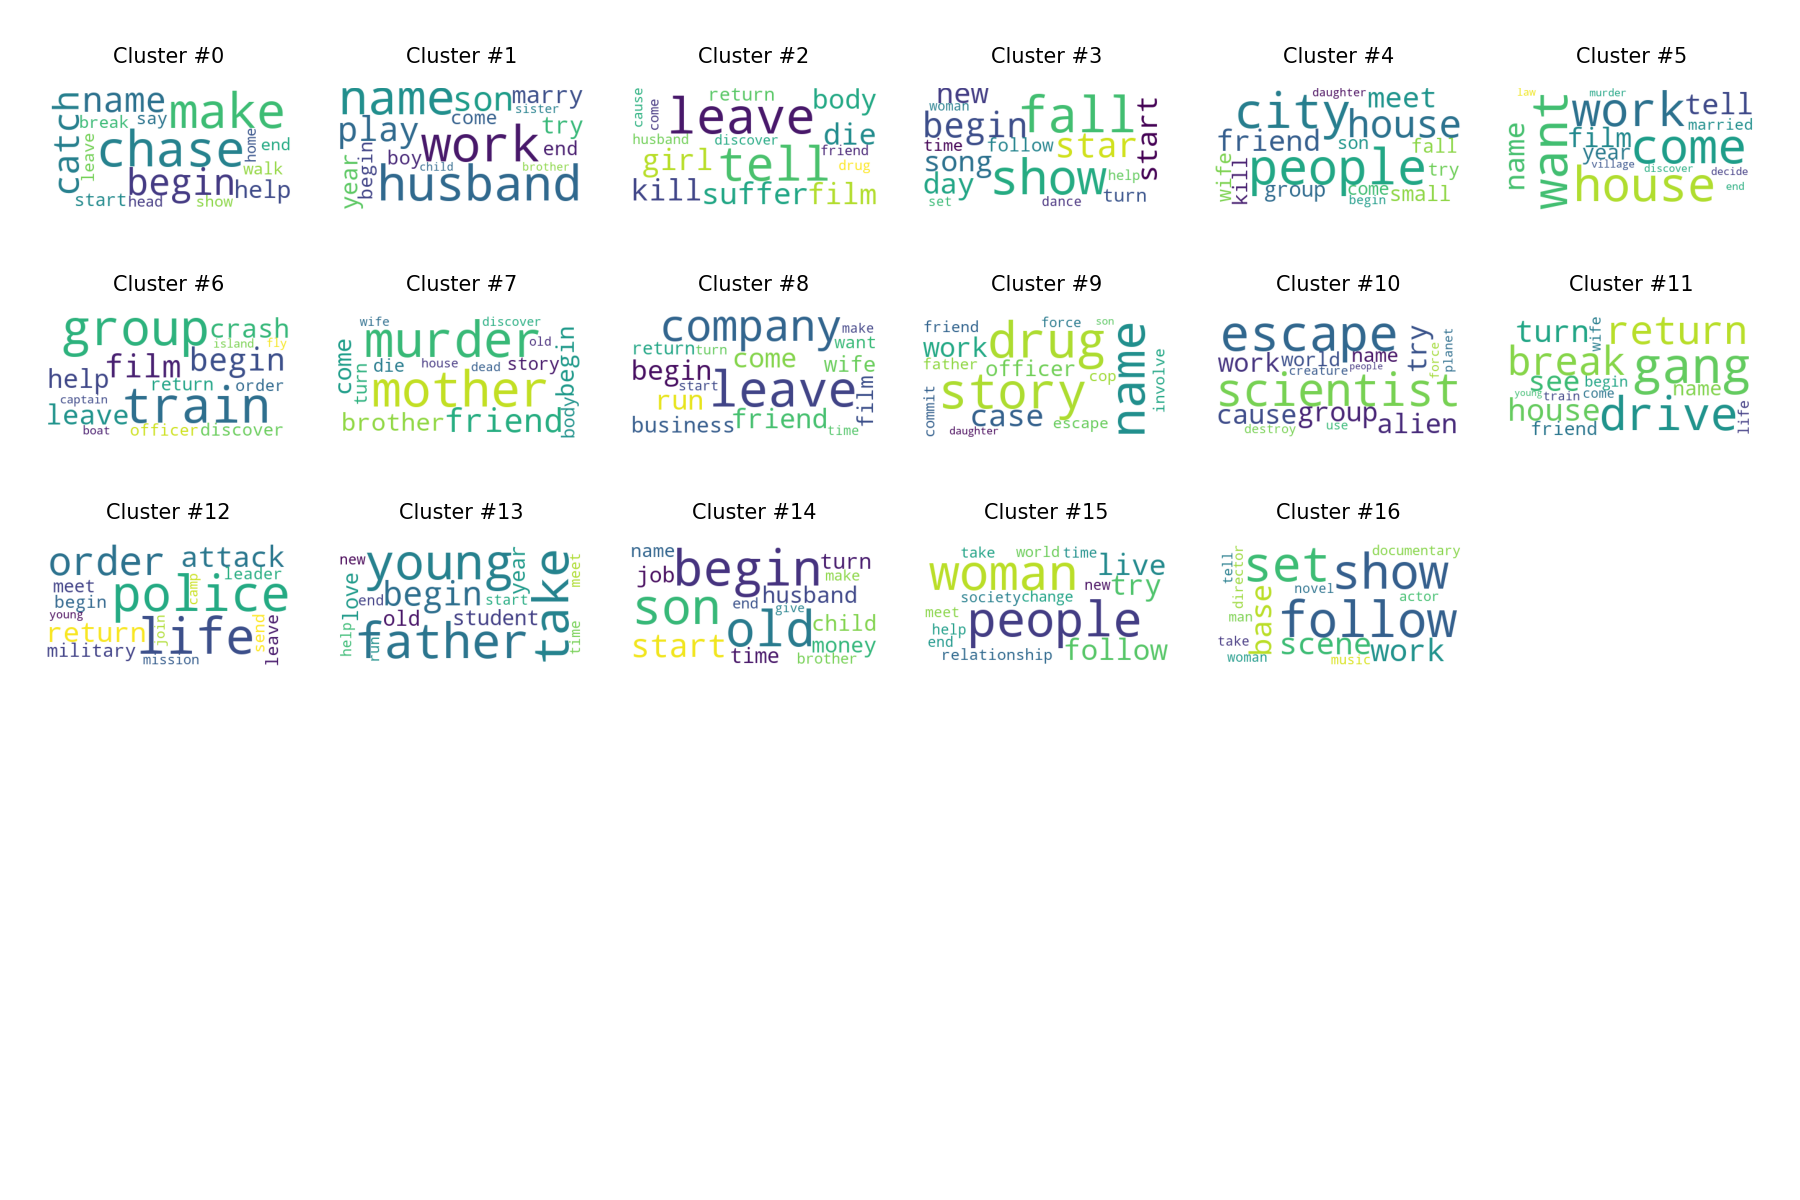 Cluster #0
catch
name
make
break
say
chase
home
end
leave
walk
begin
help
start
head
show
Cluster #1
name
son
marry
sister
play
come
try
work
end
boy
child
brother
year
begin
husband
Cluster #2
cause
come
return
body
leave
die
husband
discover
friend
girl
tell
drug
kill
suffer
film
Cluster #3
new
woman
fall
start
begin
time
follow
star
song
show
help
day
turn
set
dance
Cluster #4
daughter
meet
city
house
friend
son
fall
people
try
wife
kill
group
come
small
begin
Cluster #5
law
murder
want
work
tell
film
married
name
year
come
village
discover
decide
house
end
Cluster #6
group
crash
island
fly
film
begin
help
return
order
captain
leave
train
boat
officer
discover
Cluster #7
wife
discover
murder
old
come
house
story
begin
die
dead
turn
mother
brother
friend
body
Cluster #8
company
make
return
turn
want
come
wife
begin
start
leave
film
run
business
friend
time
Cluster #9
friend
force
son
work
drug
name
officer
father
cop
involve
story
commit
case
escape
daughter
Cluster #10
escape
try
force
planet
work
world
name
creature
people
scientist
cause
group
alien
destroy
use
Cluster #11
turn
wife
return
break
gang
see
begin
name
young
train
come
house
drive
life
friend
Cluster #12
order
attack
meet
leader
begin
police
camp
young
return
join
life
send
leave
military
mission
Cluster #13
new
young
year
take
meet
love
begin
end
start
old
student
help
run
father
time
Cluster #14
name
begin
turn
job
make
son
end
husband
give
old
child
start
time
money
brother
Cluster #15
take
world
time
live
woman
new
try
society
change
meet
people
help
end
follow
relationship
Cluster #16
documentary
tell
director
set
show
novel
actor
man
base
follow
take
scene
work
woman
music